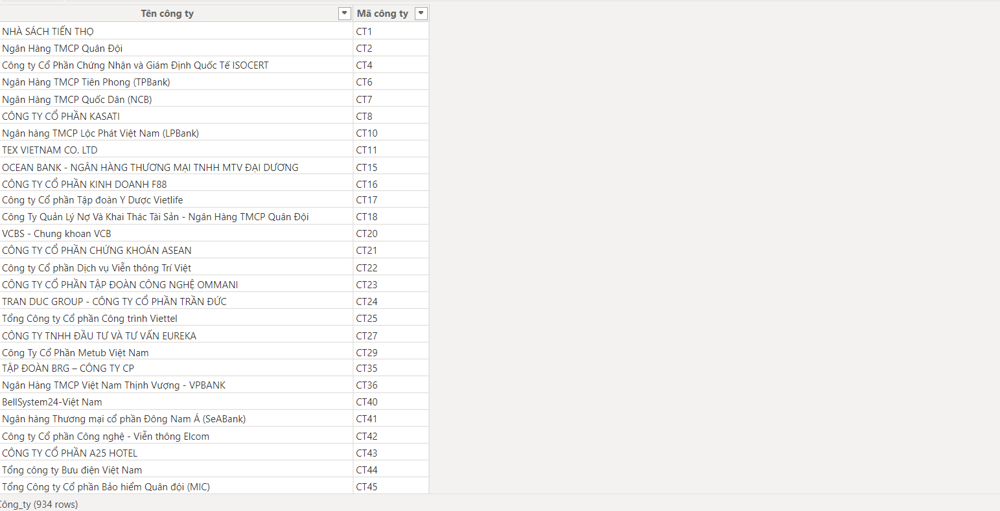 Tên công ty Mã công ty
NHÀ SÁCH TIẾN THỌ CT1
Ngân Hàng TMCP Quân Đội CT2
Công ty Cổ Phần Chứng Nhận và Giám Định Quốc Tế ISOCERT CT4
Ngân Hàng TMCP Tiên Phong (TPBank) CT6
Ngân Hàng TMCP Quốc Dân (NCB) CT7
CÔNG TY CỔ PHẦN KASATI CT8
Ngân hàng TMCP Lộc Phát Việt Nam (LPBank) CT10
TEX VIETNAM CO. LTD CT11
OCEAN BANK - NGÂN HÀNG THƯƠNG MẠI TNHH MTV ĐẠI DƯƠNG CT15
CÔNG TY CỔ PHẦN KINH DOANH F88 CT16
Công ty Cổ phần Tập đoàn Y Dược Vietlife CT17
Công Ty Quản Lý Nợ Và Khai Thác Tài Sản - Ngân Hàng TMCP Quân Đội CT18
VCBS - Chung khoan VCB CT20
CÔNG TY CỔ PHẦN CHỨNG KHOÁN ASEAN CT21
Công ty Cổ phần Dịch vụ Viễn thông Trí Việt CT22
CÔNG TY CỔ PHẦN TẬP ĐOÀN CÔNG NGHỆ OMMANI CT23
TRAN DUC GROUP - CÔNG TY CỔ PHẦN TRẦN ĐỨC CT24
Tổng Công ty Cổ phần Công trình Viettel CT25
CÔNG TY TNHH ĐẦU TƯ VÀ TƯ VẤN EUREKA CT27
Công Ty Cổ Phần Metub Việt Nam CT29
TẬP ĐOÀN BRG – CÔNG TY CP CT35
Ngân Hàng TMCP Việt Nam Thịnh Vượng - VPBANK CT36
BellSystem24-Việt Nam CT40
Ngân hàng Thương mại cổ phần Đông Nam Á (SeABank) CT41
Công ty Cổ phần Công nghệ - Viễn thông Elcom CT42
CÔNG TY CỔ PHẦN A25 HOTEL CT43
Tổng công ty Bưu điện Việt Nam CT44
Tổng Công ty Cổ phần Bảo hiểm Quân đội (MIC) CT45
Công_ty (934 rows)